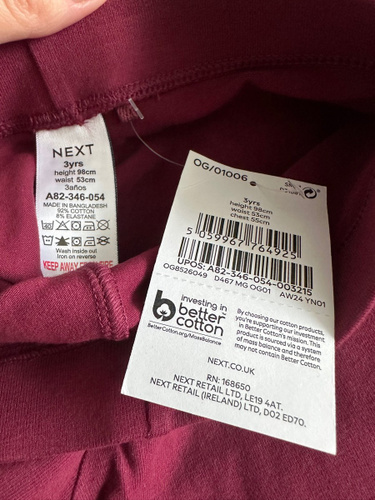 NEXT
3yrs
height 98cm
waist 53cm
3años
A82-346-054
MADE IN BANGLADESH
92% COTTON
8% ELASTANE
Wash inside out
Iron on reverse
KEEP AWAY FROM FIRE
OG/01006
3yrs
height 98cm
waist 53cm
chest 55cm
5 059967 764925
UPOS: A82-346-054-003215
OG8526049 D467 MG OG01 AW24 YN01
investing in
better
cotton
BetterCotton.org/MassBalance
By choosing our cotton products,
you're supporting our investment
in Better Cotton's mission. This
product is sourced via a system
of mass balance and therefore
may not contain Better Cotton.
NEXT.CO.UK
RN: 168650
NEXT RETAIL LTD, LE19 4AT.
NEXT RETAIL (IRELAND) LTD, D02 ED70.